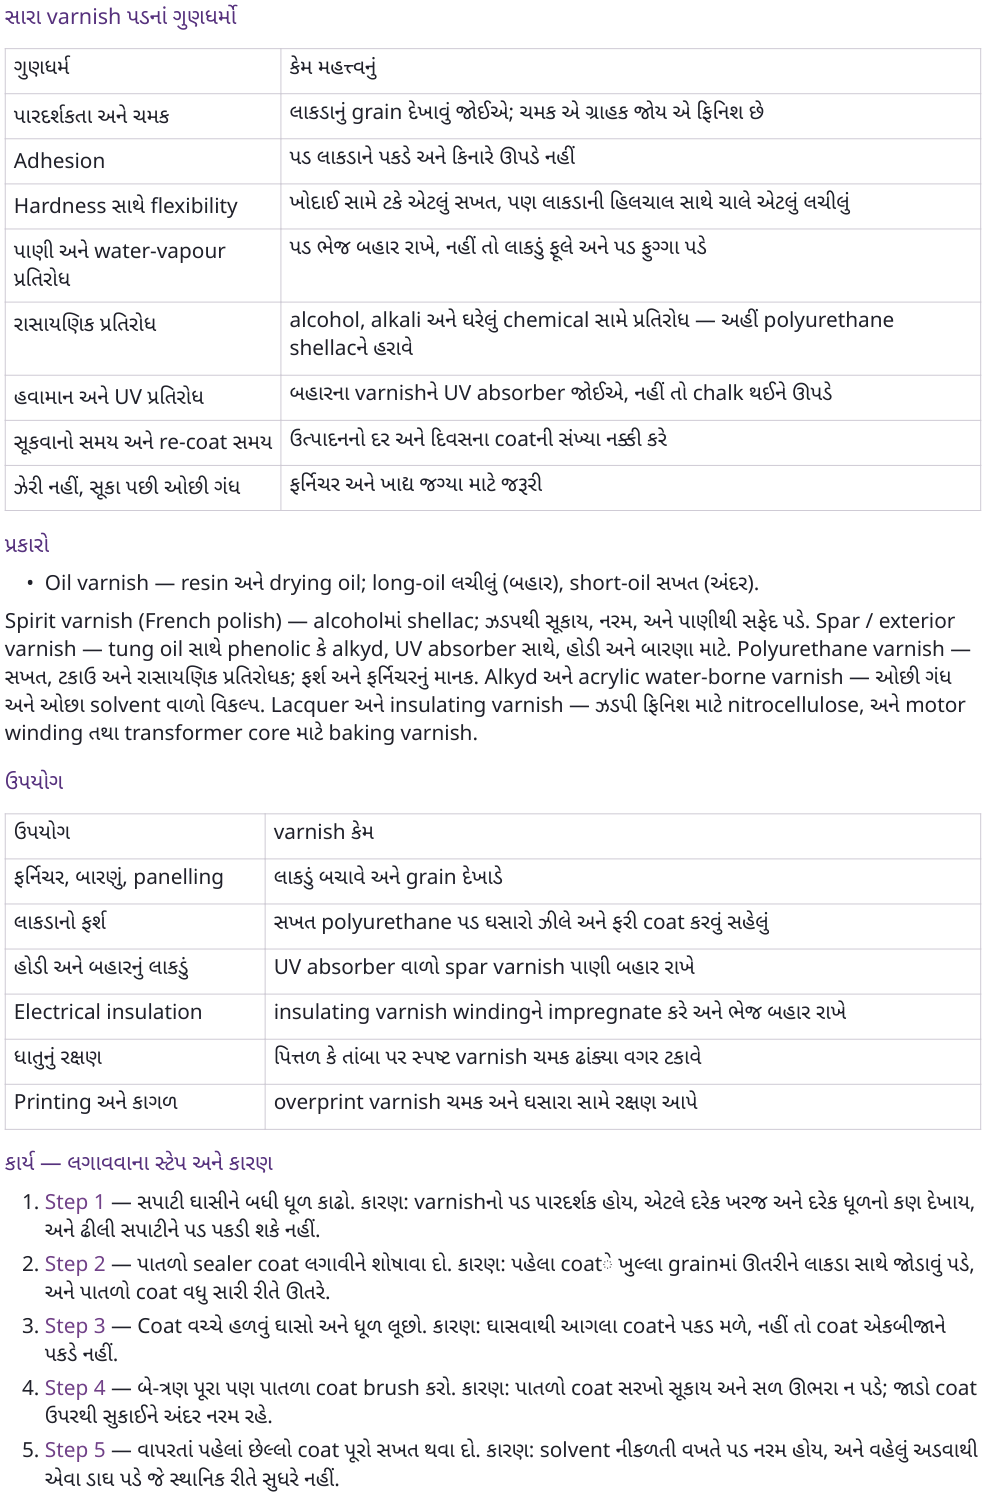 સારા varnish પડનાં ગુણધર્મો
ગુણધર્મ
કેમ મહત્ત્વનું
પારદર્શકતા અને ચમક
લાકડાનું grain દેખાવું જોઈએ; ચમક એ ગ્રાહક જોય એ ફિનિશ છે
Adhesion
પડ લાકડાને પકડે અને કિનારે ઊપડે નહીં
Hardness સાથે flexibility
ખોદાઈ સામે ટકે એટલું સખત, પણ લાકડાની હિલચાલ સાથે ચાલે એટલું લચીલું
પાણી અને water-vapour
પ્રતિરોધ
પડ ભેજ બહાર રાખે, નહીં તો લાકડું ફૂલે અને પડ ફુગ્ગા પડે
રાસાયણિક પ્રતિરોધ
alcohol, alkali અને ઘરેલું chemical સામે પ્રતિરોધ — અહીં polyurethane
shellacને હરાવે
હવામાન અને UV પ્રતિરોધ
બહારના varnishને UV absorber જોઈએ, નહીં તો chalk થઈને ઊપડે
સૂકવાનો સમય અને re-coat સમય
ઉત્પાદનનો દર અને દિવસના coatની સંખ્યા નક્કી કરે
ઝેરી નહીં, સૂકા પછી ઓછી ગંધ
ફર્નિચર અને ખાદ્ય જગ્યા માટે જરૂરી
પ્રકારો
• Oil varnish — resin અને drying oil; long-oil લચીલું (બહાર), short-oil સખત (અંદર).
Spirit varnish (French polish) — alcoholમાં shellac; ઝડપથી સૂકાય, નરમ, અને પાણીથી સફેદ પડે. Spar / exterior
varnish — tung oil સાથે phenolic કે alkyd, UV absorber સાથે, હોડી અને બારણા માટે. Polyurethane varnish —
સખત, ટકાઉ અને રાસાયણિક પ્રતિરોધક; ફર્શ અને ફર્નિચરનું માનક. Alkyd અને acrylic water-borne varnish — ઓછી ગંધ
અને ઓછા solvent વાળો વિકલ્પ. Lacquer અને insulating varnish — ઝડપી ફિનિશ માટે nitrocellulose, અને motor
winding તથા transformer core માટે baking varnish.
ઉપયોગ
ઉપયોગ
varnish કેમ
ફર્નિચર, બારણું, panelling
લાકડું બચાવે અને grain દેખાડે
લાકડાનો ફર્શ
સખત polyurethane પડ ઘસારો ઝીલે અને ફરી coat કરવું સહેલું
હોડી અને બહારનું લાકડું
UV absorber વાળો spar varnish પાણી બહાર રાખે
Electrical insulation
insulating varnish windingને impregnate કરે અને ભેજ બહાર રાખે
ધાતુનું રક્ષણ
પિત્તળ કે તાંબા પર સ્પષ્ટ varnish ચમક ઢાંક્યા વગર ટકાવે
Printing અને કાગળ
overprint varnish ચમક અને ઘસારા સામે રક્ષણ આપે
કાર્ય — લગાવવાના સ્ટેપ અને કારણ
1. Step 1 — સપાટી ઘાસીને બધી ધૂળ કાઢો. કારણ: varnishનો પડ પારદર્શક હોય, એટલે દરેક ખરજ અને દરેક ધૂળનો કણ દેખાય,
અને ઢીલી સપાટીને પડ પકડી શકે નહીં.
2. Step 2 — પાતળો sealer coat લગાવીને શોષાવા દો. કારણ: પહેલા coatે ખુલ્લા grainમાં ઊતરીને લાકડા સાથે જોડાવું પડે,
અને પાતળો coat વધુ સારી રીતે ઊતરે.
3. Step 3 — Coat વચ્ચે હળવું ઘાસો અને ધૂળ લૂછો. કારણ: ઘાસવાથી આગલા coatને પકડ મળે, નહીં તો coat એકબીજાને
પકડે નહીં.
4. Step 4 — બે-ત્રણ પૂરા પણ પાતળા coat brush કરો. કારણ: પાતળો coat સરખો સૂકાય અને સળ ઊભરા ન પડે; જાડો coat
ઉપરથી સુકાઈને અંદર નરમ રહે.
5. Step 5 — વાપરતાં પહેલાં છેલ્લો coat પૂરો સખત થવા દો. કારણ: solvent નીકળતી વખતે પડ નરમ હોય, અને વહેલું અડવાથી
એવા ડાઘ પડે જે સ્થાનિક રીતે સુધરે નહીં.